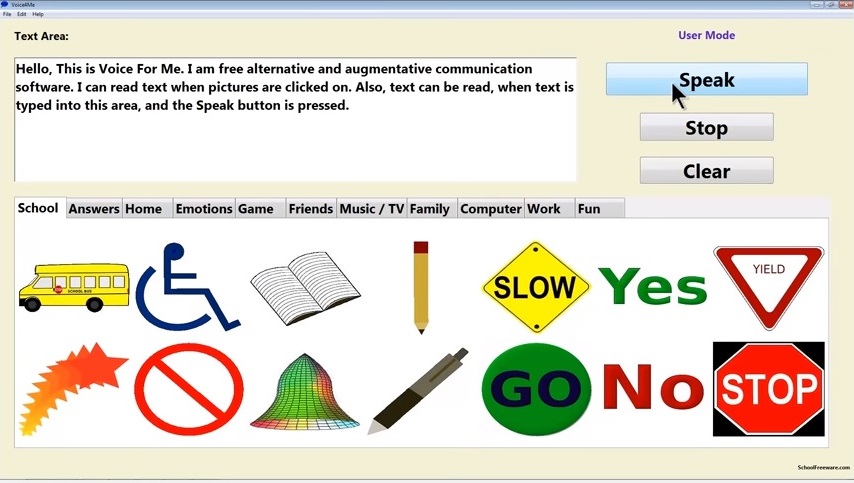 Voice4Me
File Edit Help
Text Area:
User Mode
Hello, This is Voice For Me. I am free alternative and augmentative communication
software. I can read text when pictures are clicked on. Also, text can be read, when text is
typed into this area, and the Speak button is pressed.
Speak
Stop
Clear
School Answers Home Emotions Game Friends Music / TV Family Computer Work Fun
SCHOOL BUS
SLOW
Yes
YIELD
GO
No
STOP
SchoolFreeware.com